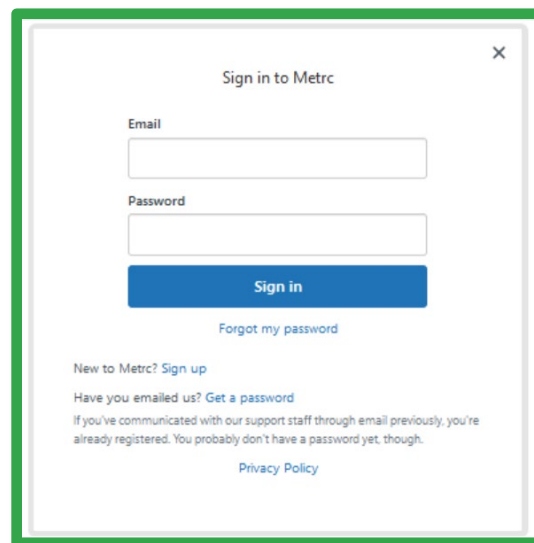 Sign in to Metrc
Email
Password
Sign in
Forgot my password
New to Metrc? Sign up
Have you emailed us? Get a password
If you've communicated with our support staff through email previously, you're
already registered. You probably don't have a password yet, though.
Privacy Policy